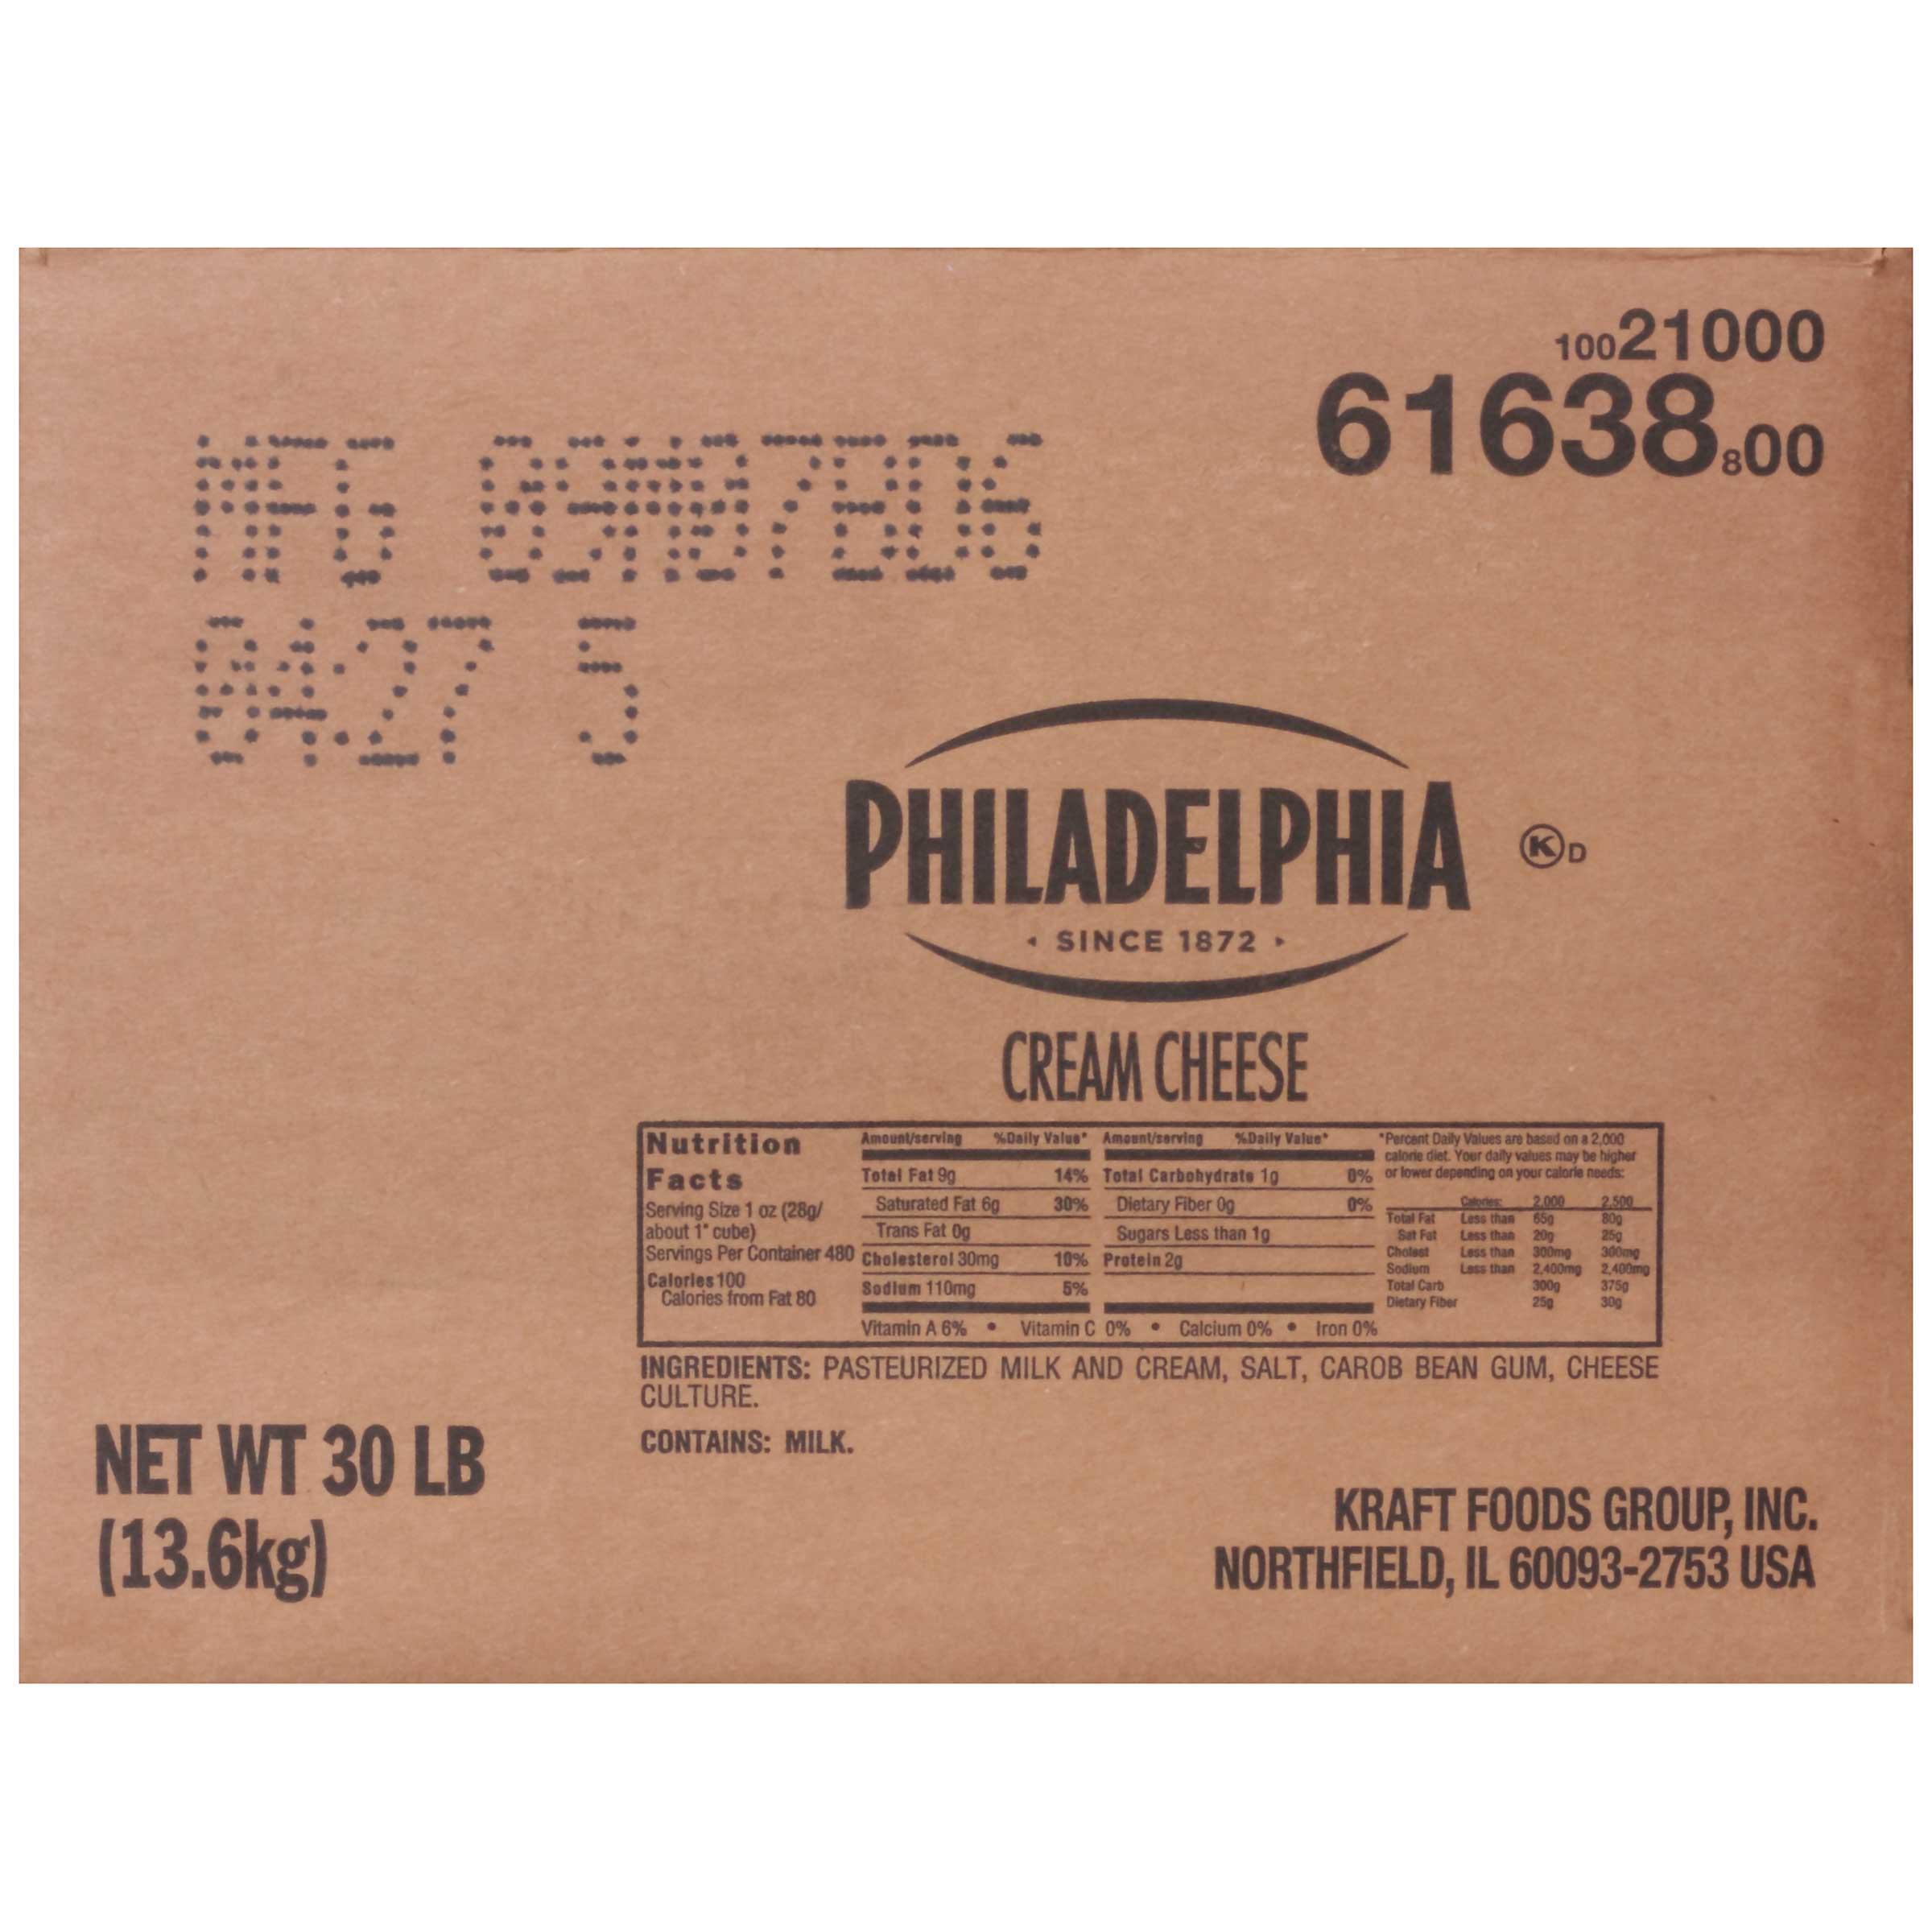 10021000
61638800
MFG
04:27 5
PHILADELPHIA
SINCE 1872
K D
CREAM CHEESE
Nutrition
Facts
Serving Size 1 oz (28g/
about 1" cube)
Servings Per Container 480
Calories 100
Calories from Fat 80
Amount/serving %Daily Value*
Total Fat 9g 14%
Saturated Fat 6g 30%
Trans Fat 0g
Cholesterol 30mg 10%
Sodium 110mg 5%
Amount/serving %Daily Value*
Total Carbohydrate 1g 0%
Dietary Fiber 0g 0%
Sugars Less than 1g
Protein 2g
Vitamin A 6% • Vitamin C 0% • Calcium 0% • Iron 0%
*Percent Daily Values are based on a 2,000
calorie diet. Your daily values may be higher
or lower depending on your calorie needs:
Calories: 2,000 2,500
Total Fat Less than 65g 80g
Sat Fat Less than 20g 25g
Cholest Less than 300mg 300mg
Sodium Less than 2,400mg 2,400mg
Total Carb 300g 375g
Dietary Fiber 25g 30g
INGREDIENTS: PASTEURIZED MILK AND CREAM, SALT, CAROB BEAN GUM, CHEESE
CULTURE.
CONTAINS: MILK.
NET WT 30 LB
(13.6kg)
KRAFT FOODS GROUP, INC.
NORTHFIELD, IL 60093-2753 USA